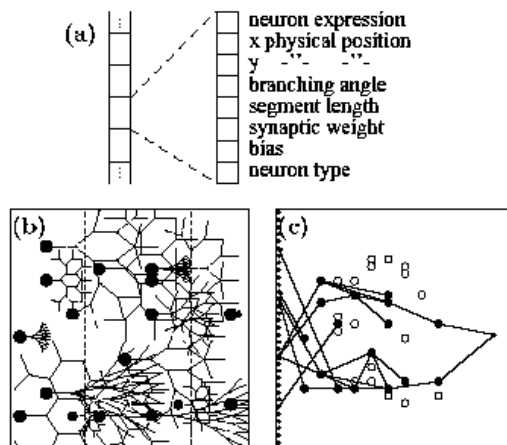 (a)
neuron expression
x physical position
y -"- -"-
branching angle
segment length
synaptic weight
bias
neuron type
(b)
(c)